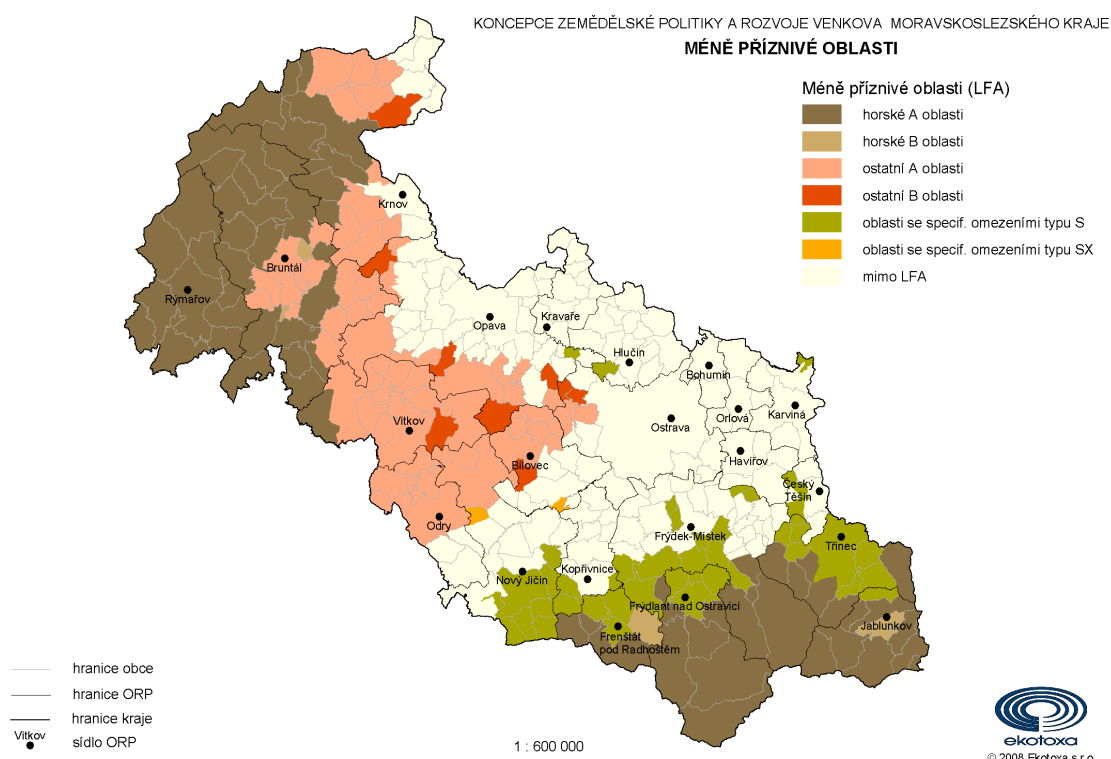 KONCEPCE ZEMĚDĚLSKÉ POLITIKY A ROZVOJE VENKOVA MORAVSKOSLEZSKÉHO KRAJE
MÉNĚ PŘÍZNIVÉ OBLASTI
Méně příznivé oblasti (LFA)
horské A oblasti
horské B oblasti
ostatní A oblasti
ostatní B oblasti
oblasti se specif. omezeními typu S
oblasti se specif. omezeními typu SX
mimo LFA
Krnov
Bruntál
Rýmařov
Opava
Kravaře
Hlučín
Bohumín
Orlová
Karviná
Ostrava
Vítkov
Havířov
Bílovec
Český
Těšín
Odry
Frýdek-Místek
Třinec
Kopřivnice
Nový Jičín
Frýdlant nad Ostravicí
Jablunkov
Frenštát
pod Radhoštěm
hranice obce
hranice ORP
hranice kraje
Vítkov
sídlo ORP
1 : 600 000
ekotoxa
© 2008 Ekotoxa s.r.o.